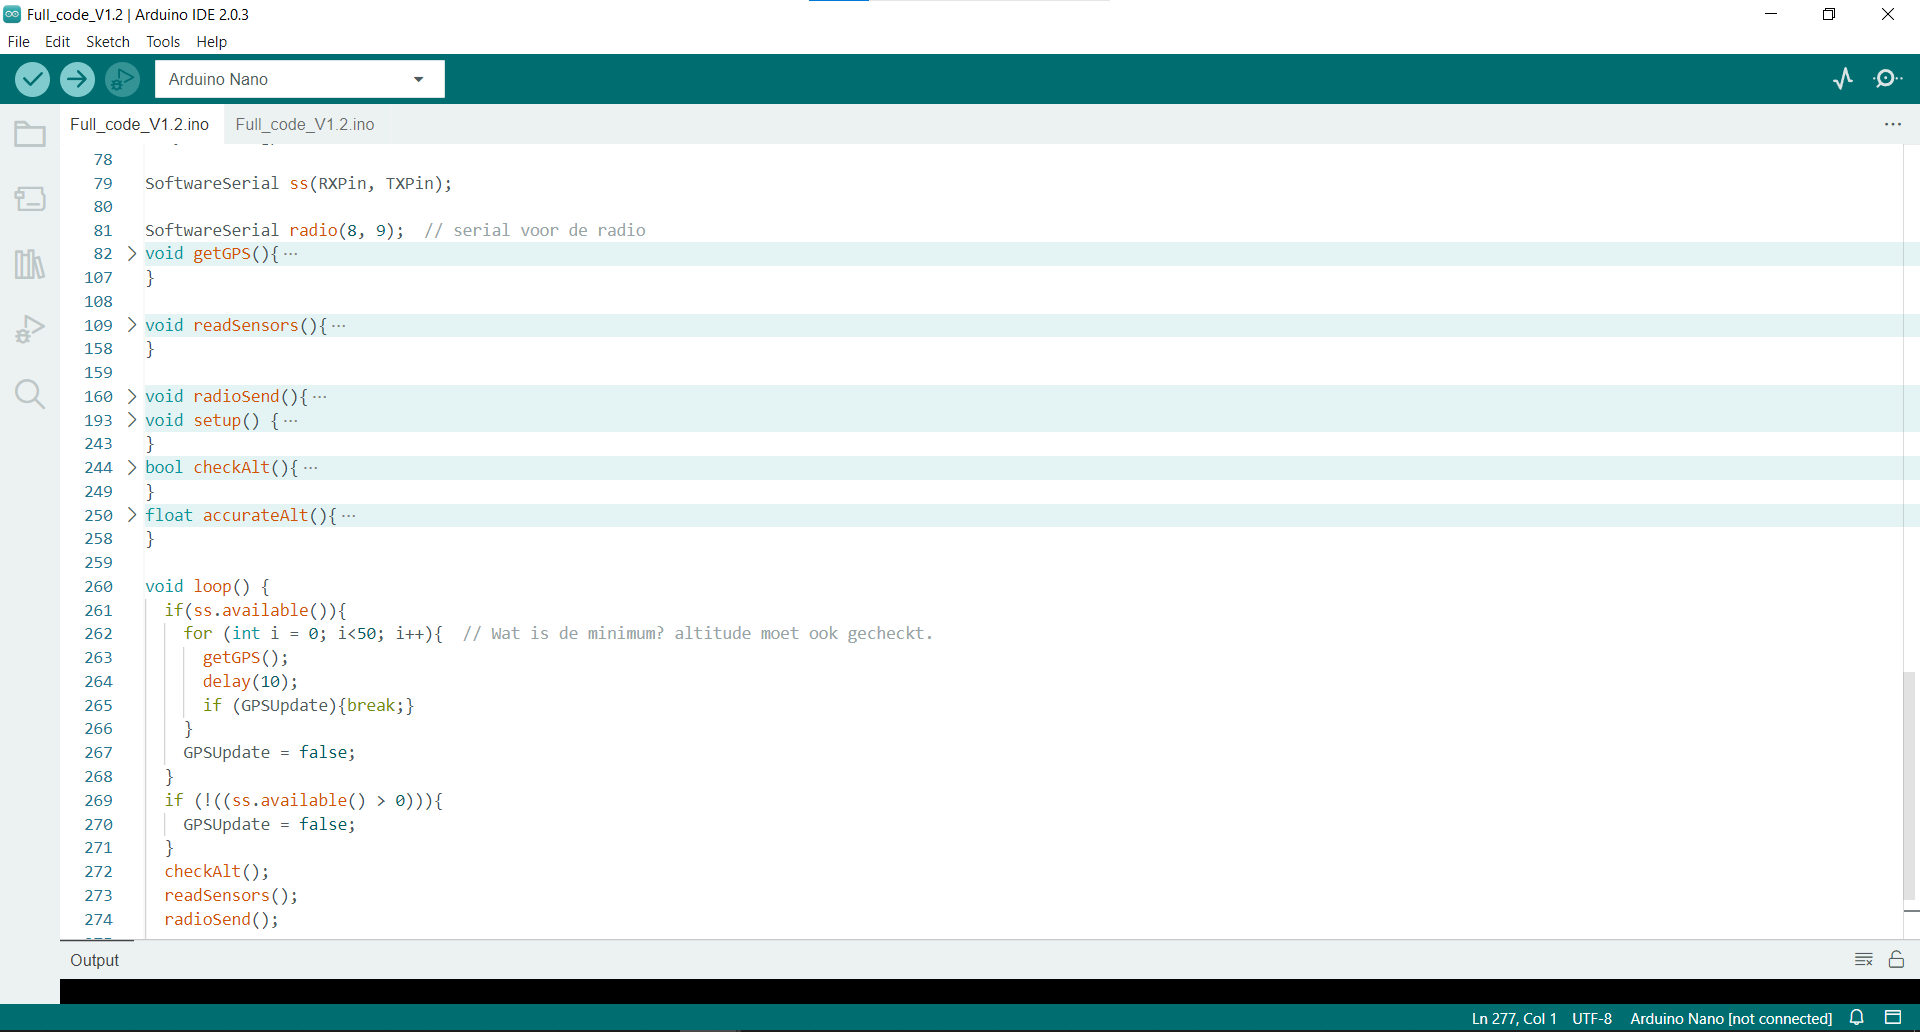 Full_code_V1.2 | Arduino IDE 2.0.3
File Edit Sketch Tools Help
Arduino Nano
Full_code_V1.2.ino Full_code_V1.2.ino
78
79 SoftwareSerial ss(RXPin, TXPin);
80
81 SoftwareSerial radio(8, 9);  // serial voor de radio
82 void getGPS(){ ···
107 }
108
109 void readSensors(){ ···
158 }
159
160 void radioSend(){ ···
193 void setup() { ···
243 }
244 bool checkAlt(){ ···
249 }
250 float accurateAlt(){ ···
258 }
259
260 void loop() {
261 if(ss.available()){
262 for (int i = 0; i<50; i++){  // Wat is de minimum? altitude moet ook gecheckt.
263 getGPS();
264 delay(10);
265 if (GPSUpdate){break;}
266 }
267 GPSUpdate = false;
268 }
269 if (!((ss.available() > 0))){
270 GPSUpdate = false;
271 }
272 checkAlt();
273 readSensors();
274 radioSend();
Output
Ln 277, Col 1 UTF-8 Arduino Nano [not connected]